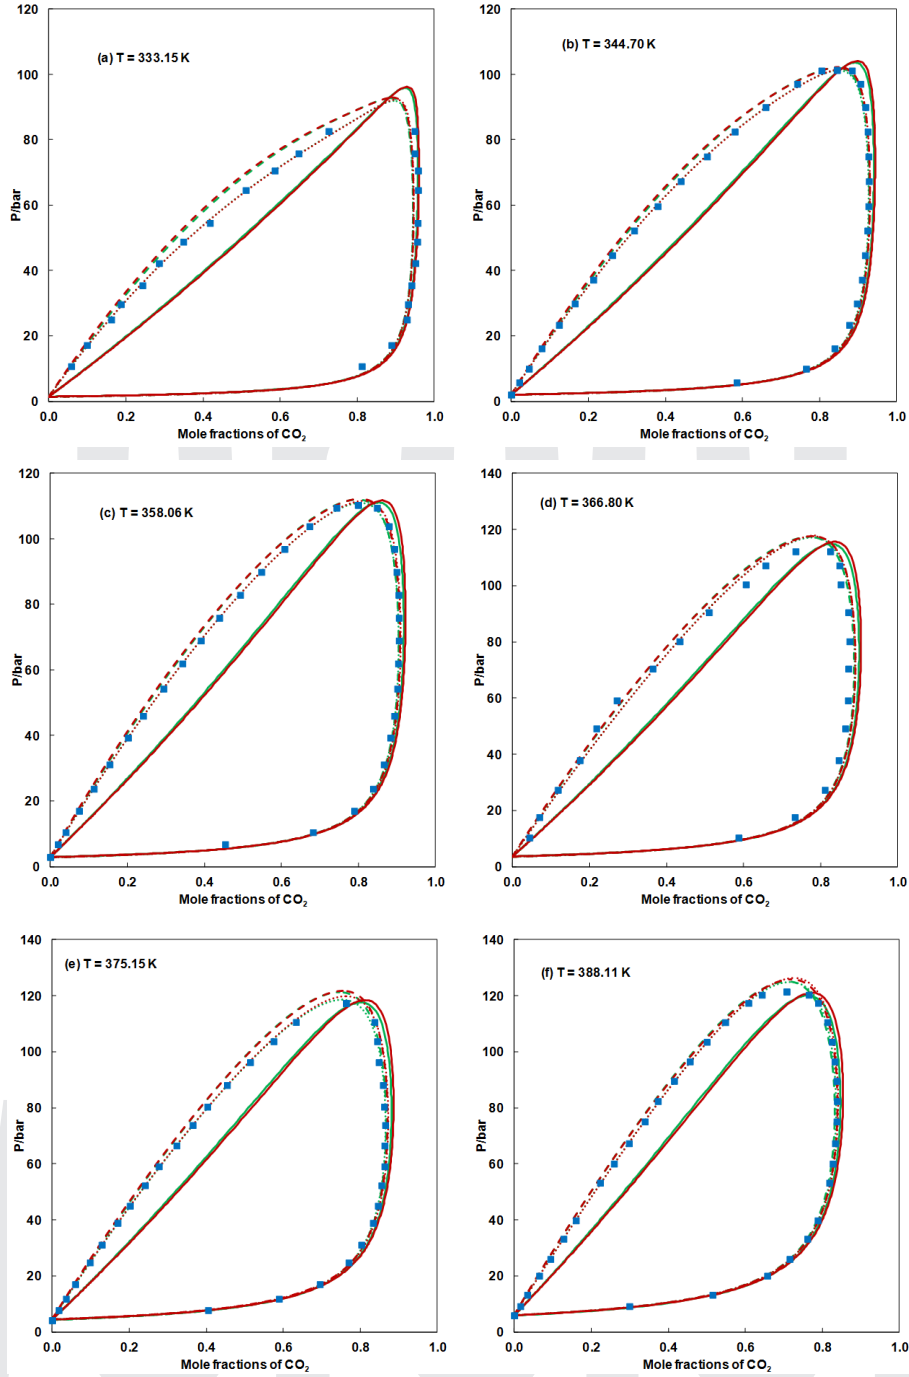 120
100
80
60
40
20
0
P/bar
(a) T = 333.15 K
0.0 0.2 0.4 0.6 0.8 1.0
Mole fractions of CO₂
120
100
80
60
40
20
0
P/bar
(b) T = 344.70 K
0.0 0.2 0.4 0.6 0.8 1.0
Mole fractions of CO₂
120
100
80
60
40
20
0
P/bar
(c) T = 358.06 K
0.0 0.2 0.4 0.6 0.8 1.0
Mole fractions of CO₂
140
120
100
80
60
40
20
0
P/bar
(d) T = 366.80 K
0.0 0.2 0.4 0.6 0.8 1.0
Mole fractions of CO₂
140
120
100
80
60
40
20
0
P/bar
(e) T = 375.15 K
0.0 0.2 0.4 0.6 0.8 1.0
Mole fractions of CO₂
140
120
100
80
60
40
20
0
P/bar
(f) T = 388.11 K
0.0 0.2 0.4 0.6 0.8 1.0
Mole fractions of CO₂